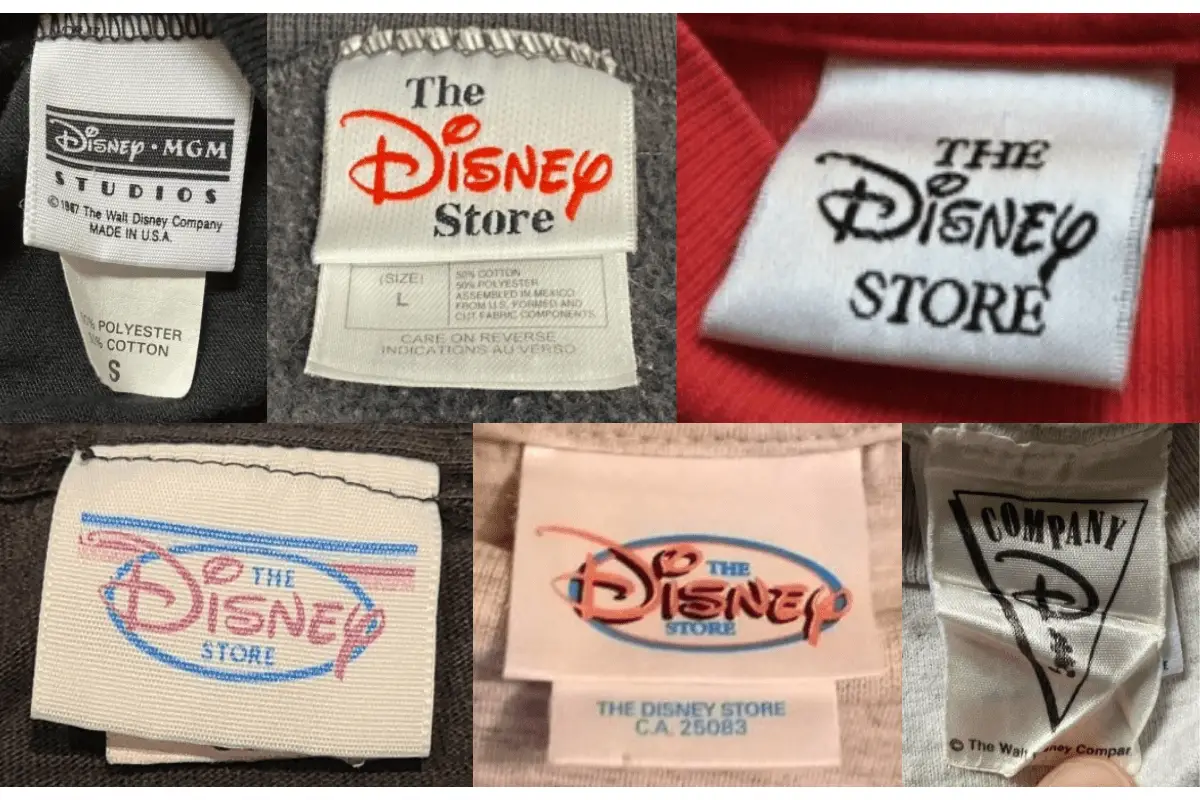 Disney · MGM
STUDIOS
© 1987 The Walt Disney Company
MADE IN U.S.A.
% POLYESTER
% COTTON
S
The
Disney
Store
(SIZE)
L
50% COTTON
50% POLYESTER
ASSEMBLED IN MEXICO
FROM U.S. FORMED AND
CUT FABRIC COMPONENTS.
CARE ON REVERSE
INDICATIONS AU VERSO
THE
Disney
STORE
THE
Disney
STORE
THE
Disney
STORE
THE DISNEY STORE
C.A. 25083
COMPANY
D
© The Walt Disney Compan